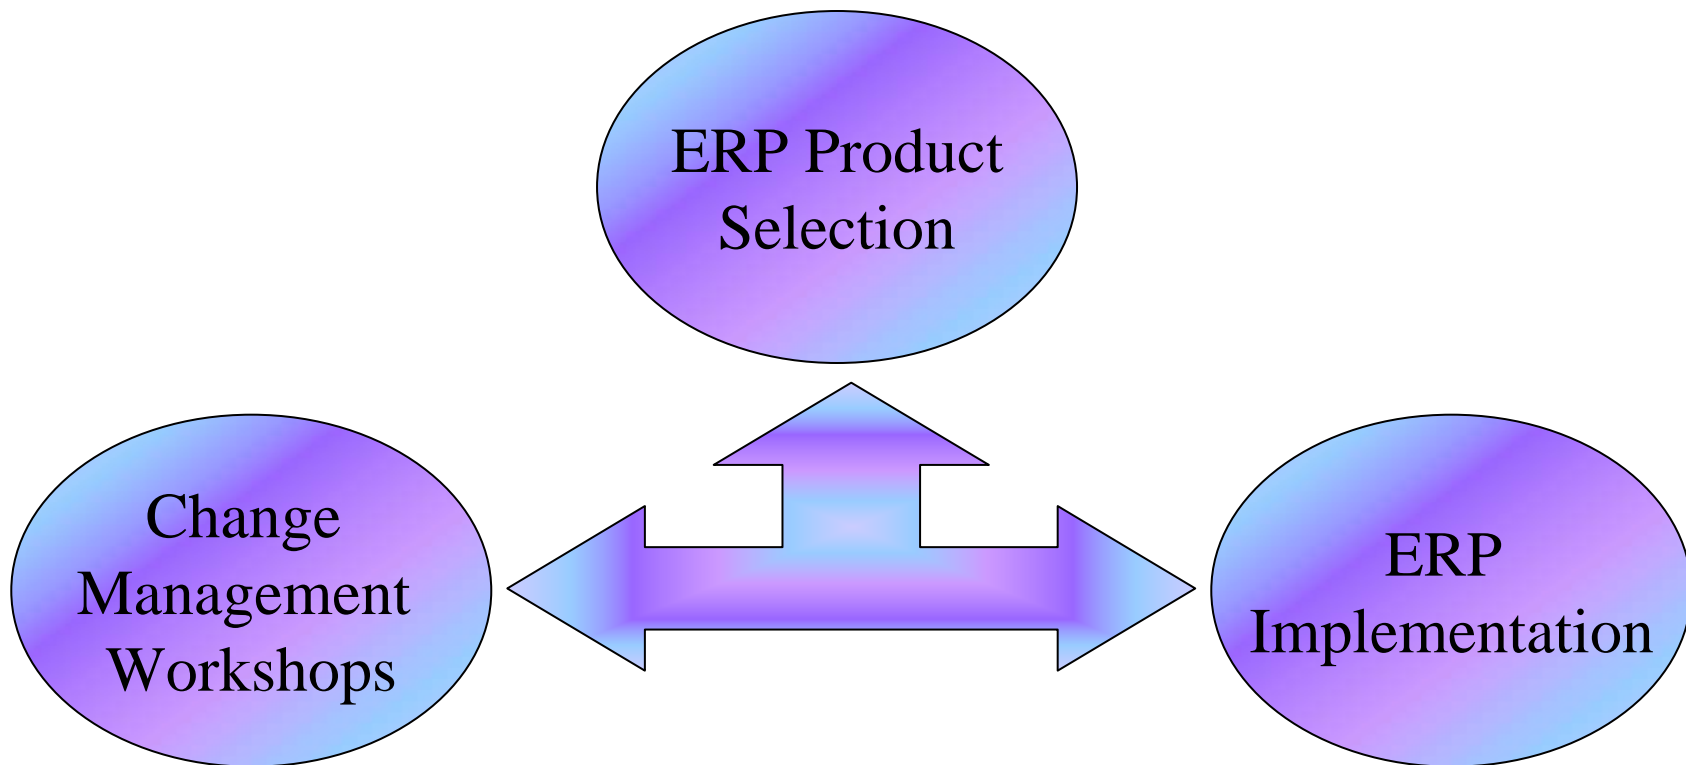 ERP Product
Selection
Change
Management
Workshops
ERP
Implementation